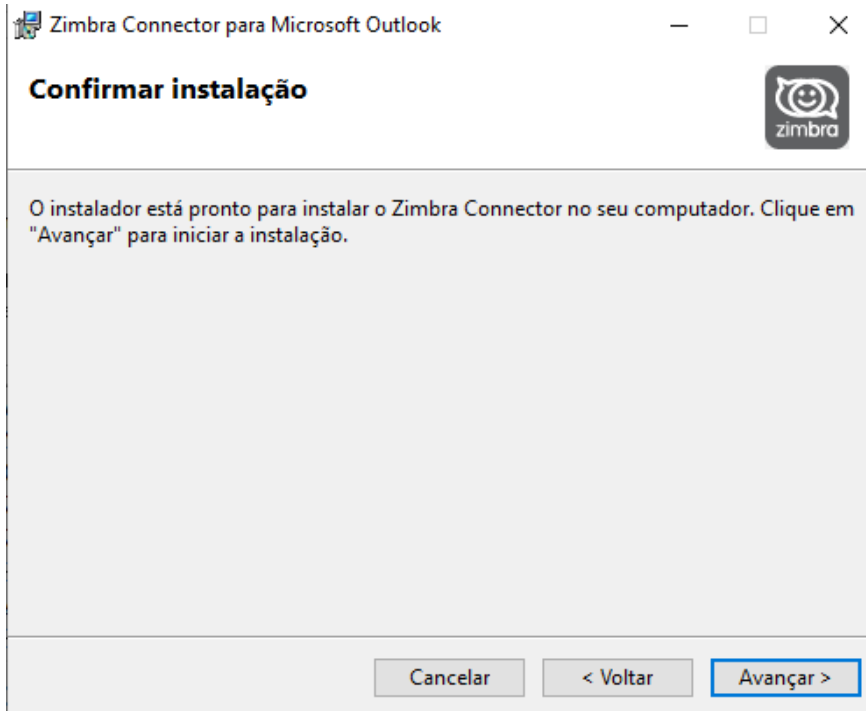 Zimbra Connector para Microsoft Outlook
Confirmar instalação
zimbra
O instalador está pronto para instalar o Zimbra Connector no seu computador. Clique em
"Avançar" para iniciar a instalação.
Cancelar
< Voltar
Avançar >